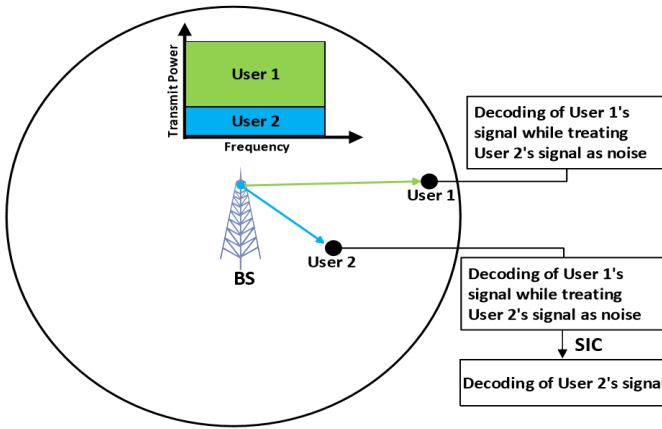 Transmit Power
User 1
User 2
Frequency
Decoding of User 1's
signal while treating
User 2's signal as noise
User 1
User 2
BS
Decoding of User 1's
signal while treating
User 2's signal as noise
SIC
Decoding of User 2's signal